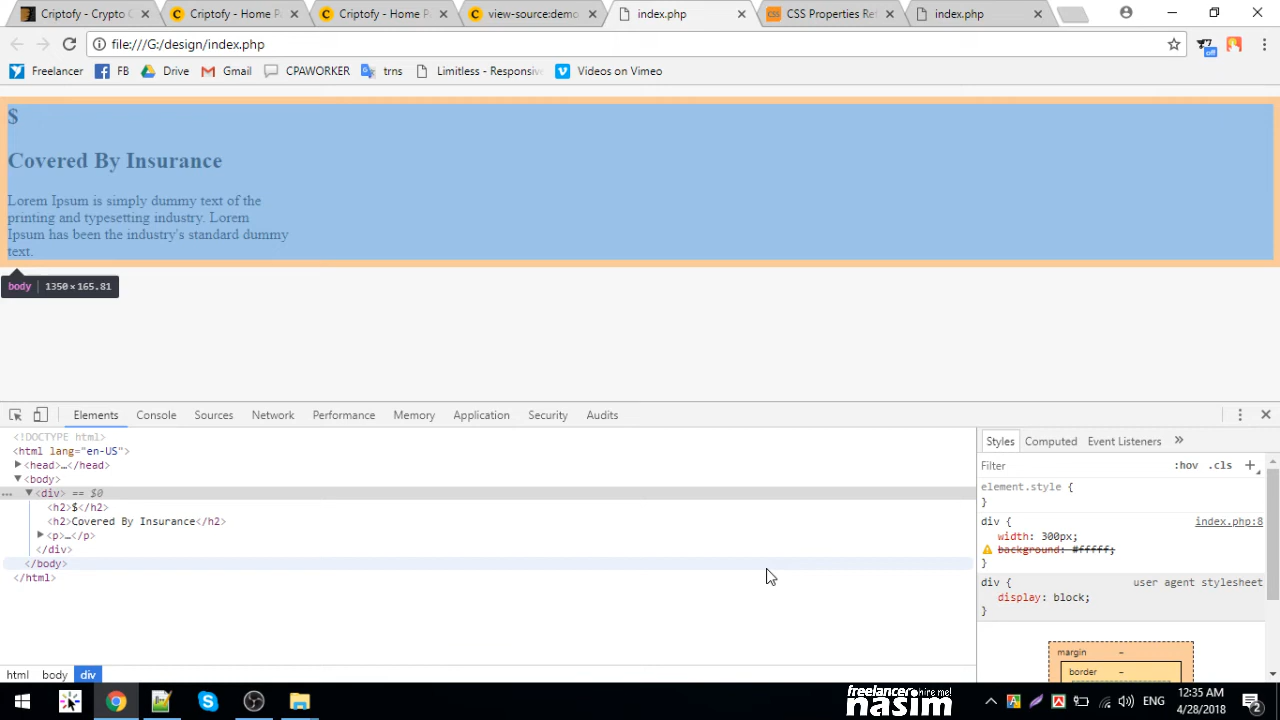 Criptofy - Crypto C
Criptofy - Home P
Criptofy - Home P
view-source:demo
index.php
CSS Properties Re
index.php
file:///G:/design/index.php
off
Freelancer
FB
Drive
Gmail
CPAWORKER
trns
Limitless - Responsiv
Videos on Vimeo
$
Covered By Insurance
Lorem Ipsum is simply dummy text of the
printing and typesetting industry. Lorem
Ipsum has been the industry's standard dummy
text.
body 1350×165.81
Elements Console Sources Network Performance Memory Application Security Audits
<!DOCTYPE html>
<html lang="en-US">
<head>…</head>
<body>
<div> == $0
<h2>$</h2>
<h2>Covered By Insurance</h2>
<p>…</p>
</div>
</body>
</html>
html body div
Styles Computed Event Listeners »
Filter :hov .cls +
element.style {
}
div { index.php:8
width: 300px;
background: #fffff;
}
div { user agent stylesheet
display: block;
}
margin –
border –
freelancer hire me!
nasim
ENG
12:35 AM
4/28/2018
2